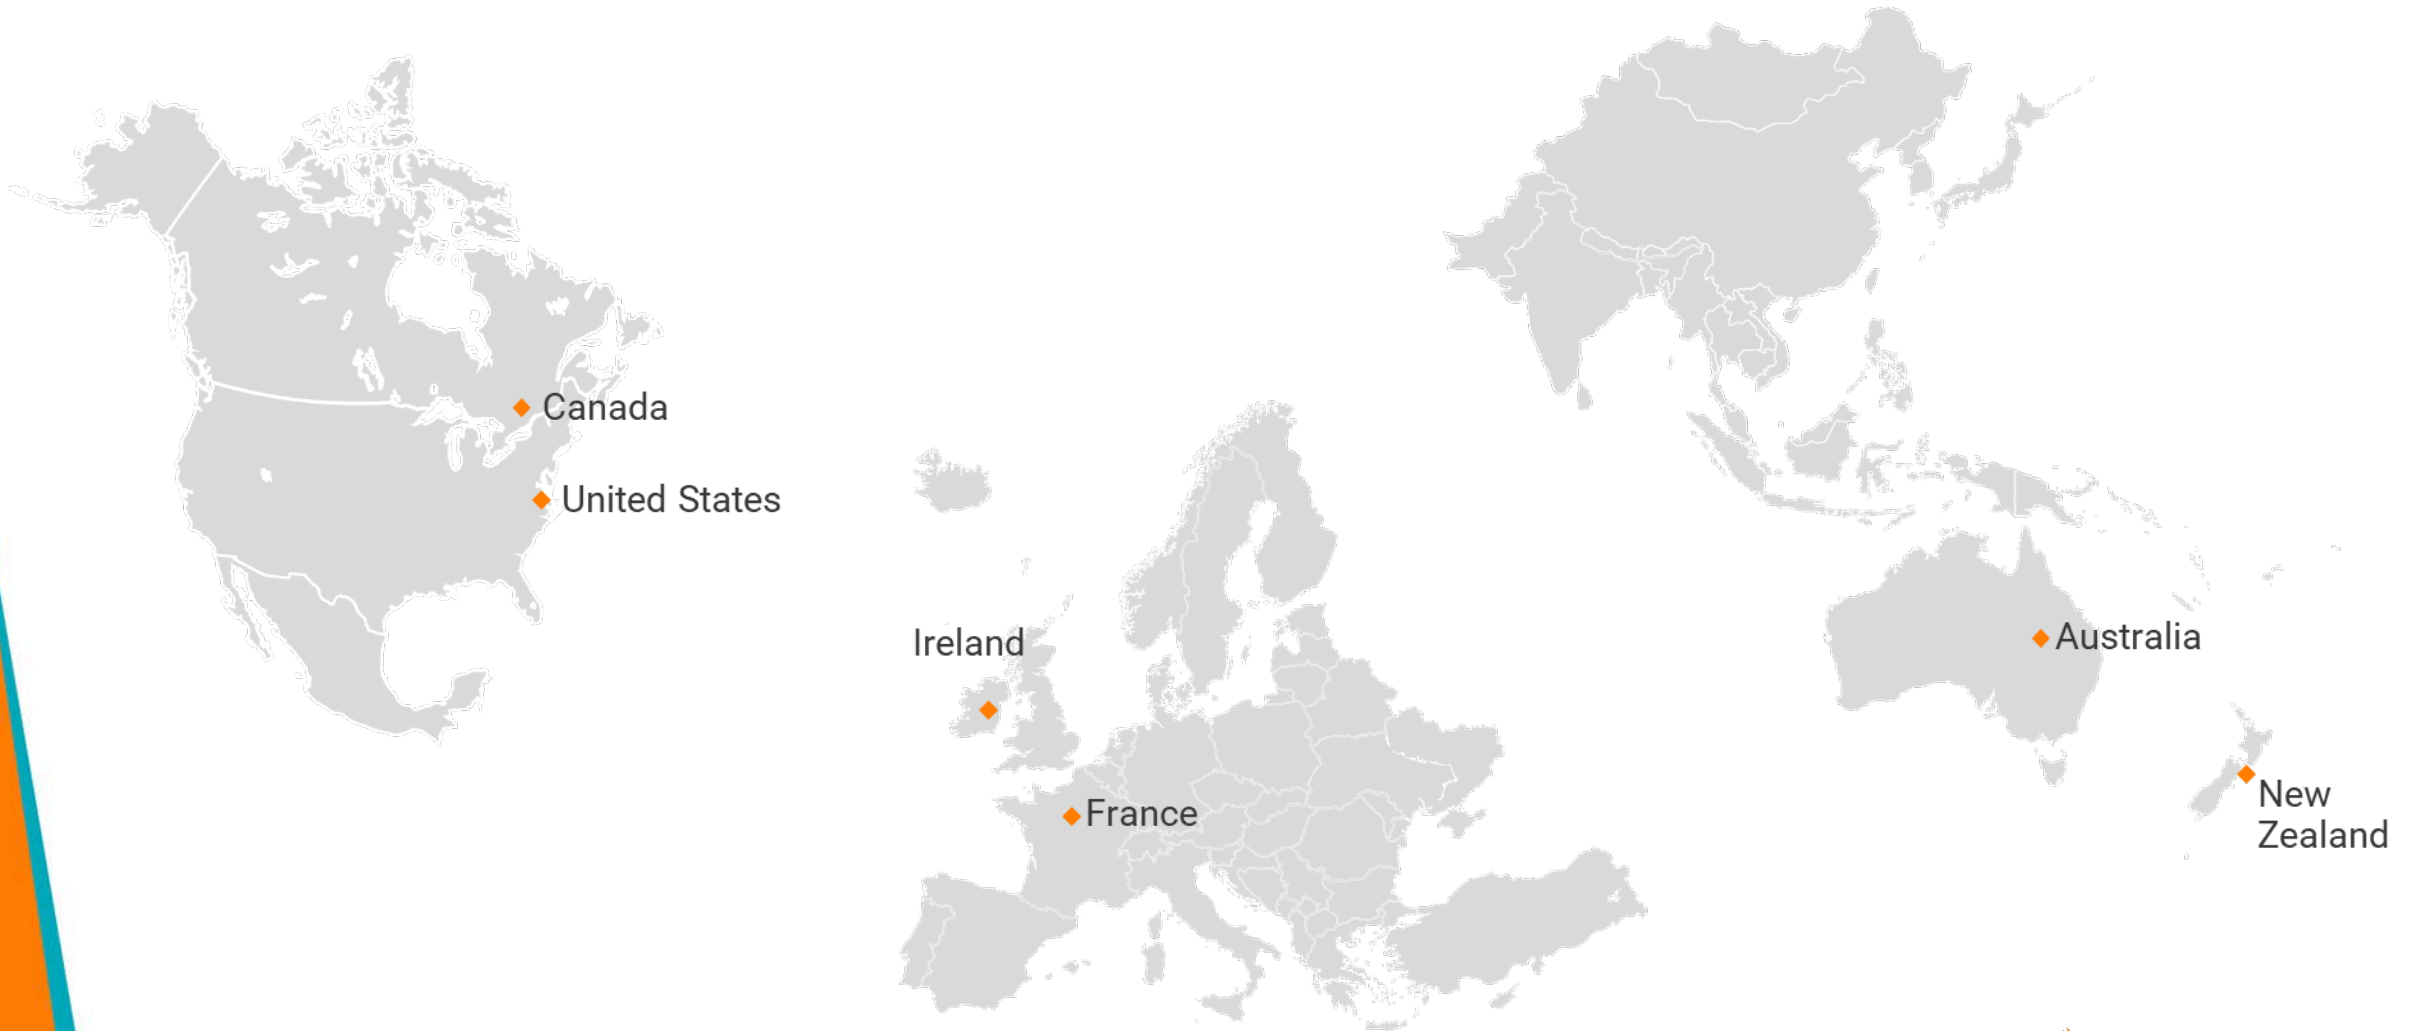 Canada
United States
Ireland
France
Australia
New
Zealand